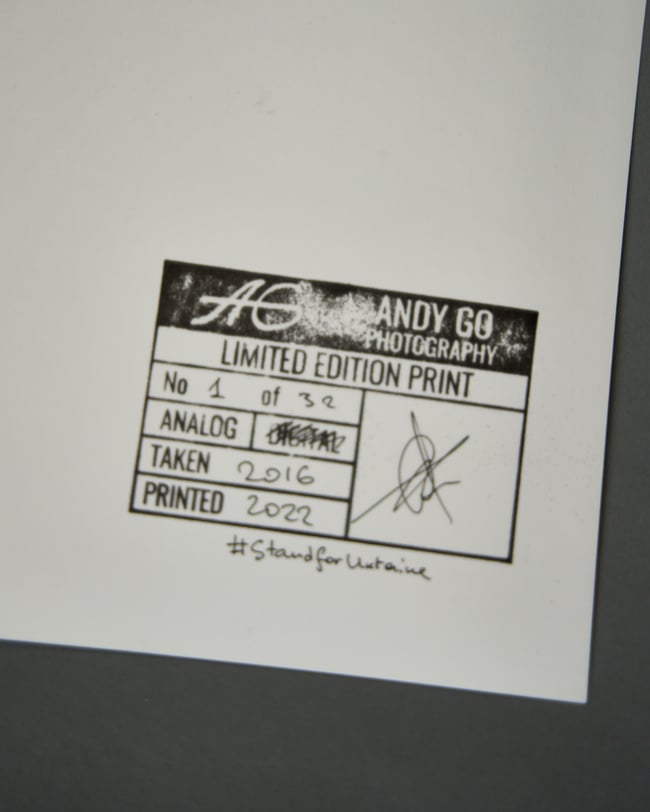 AG ANDY GO
PHOTOGRAPHY
LIMITED EDITION PRINT
No 1 of 32
ANALOG DIGITAL
TAKEN 2016
PRINTED 2022
#StandforUkraine